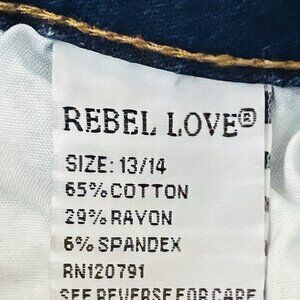 REBEL LOVE®
SIZE: 13/14
65% COTTON
29% RAYON
6% SPANDEX
RN120791
SEE REVERSE FOR CARE